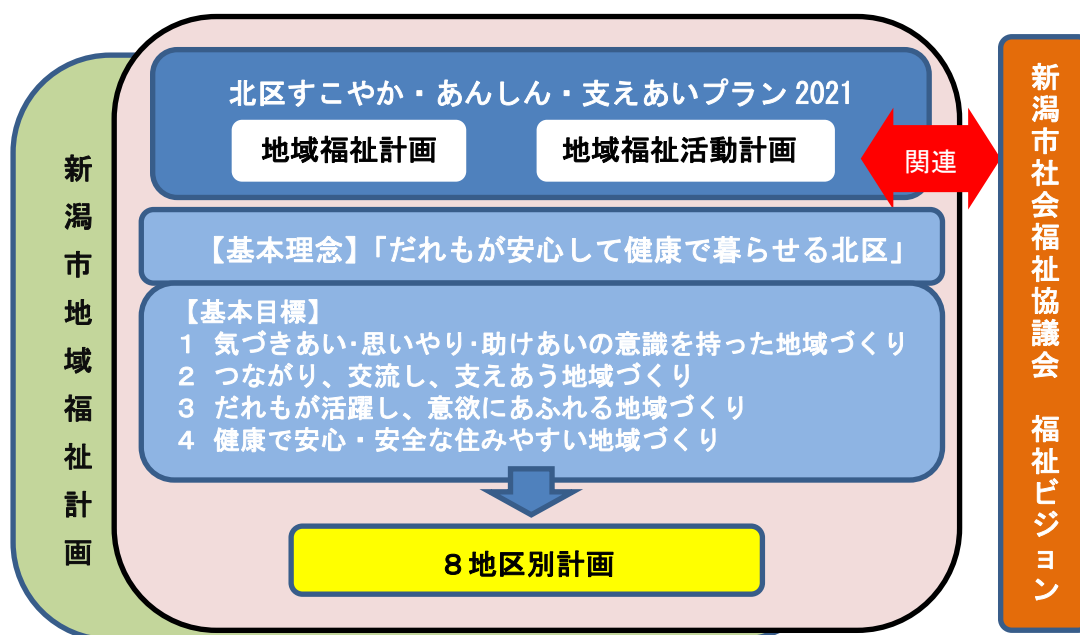 北区すこやか・あんしん・支えあいプラン 2021
地域福祉計画
地域福祉活動計画
関連
【基本理念】「だれもが安心して健康で暮らせる北区」
【基本目標】
1 気づきあい･思いやり･助けあいの意識を持った地域づくり
2 つながり、交流し、支えあう地域づくり
3 だれもが活躍し、意欲にあふれる地域づくり
4 健康で安心・安全な住みやすい地域づくり
8地区別計画
新潟市地域福祉計画
新潟市社会福祉協議会 福祉ビジョン